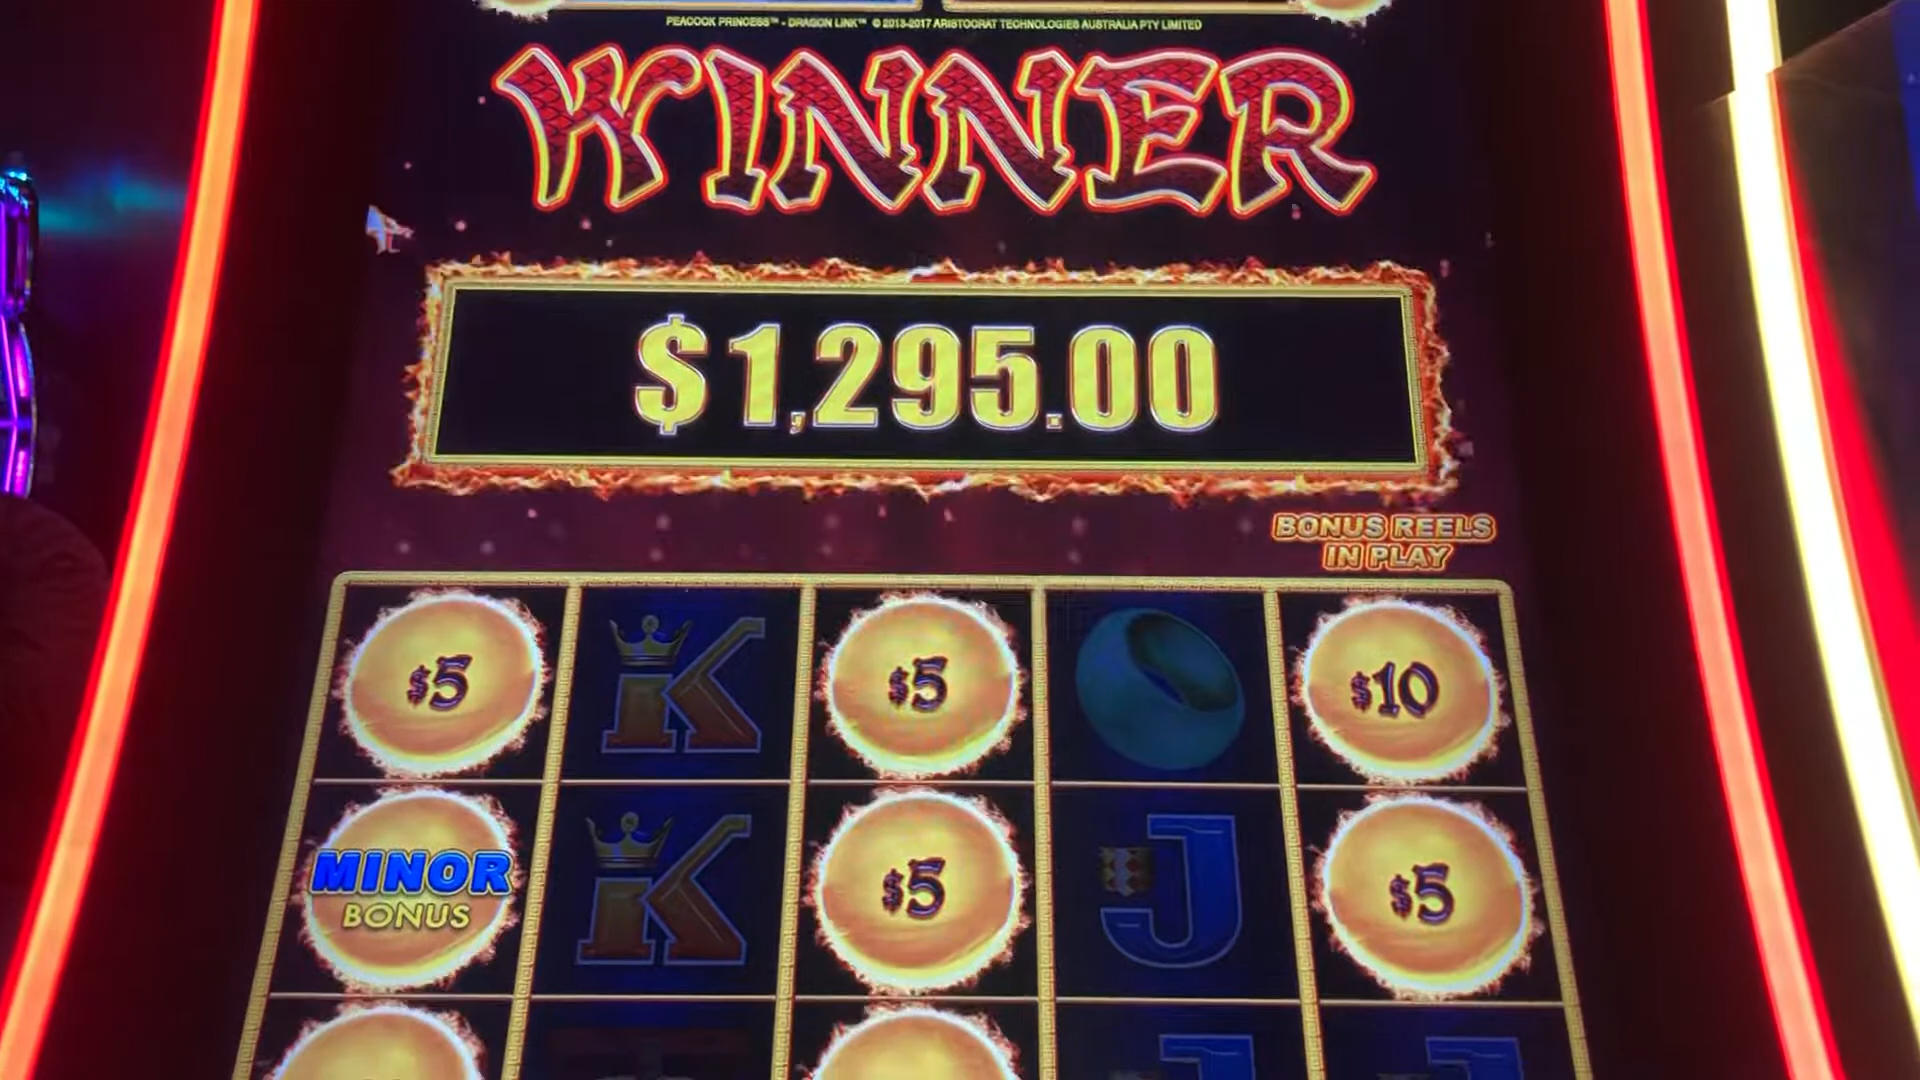 PEACOCK PRINCESS™ - DRAGON LINK™ © 2013-2017 ARISTOCRAT TECHNOLOGIES AUSTRALIA PTY LIMITED
WINNER
$1,295.00
BONUS REELS
IN PLAY
$5
K
$5
$10
MINOR
BONUS
K
$5
J
$5
J
J